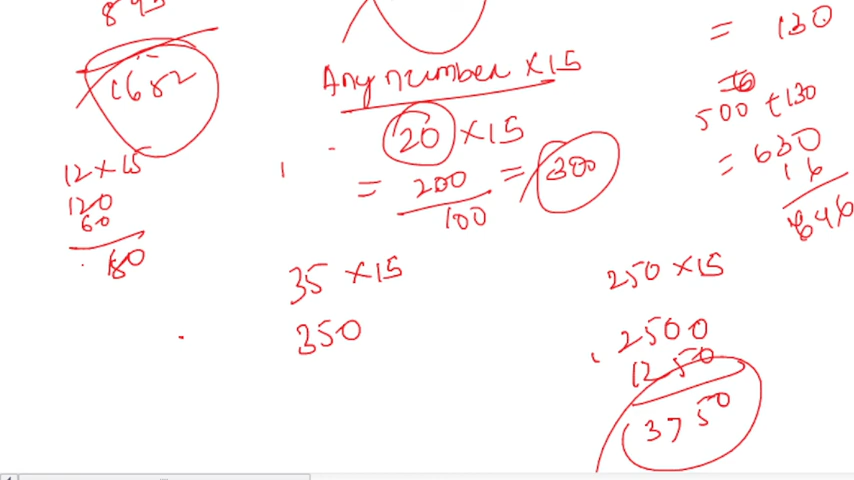 1682
12 × 15
120
60
180
Any number × 15
20 × 15
= 200 = 300
100
35 × 15
350
= 130
16
500 + 130
= 630
16
646
250 × 15
2500
1250
3750